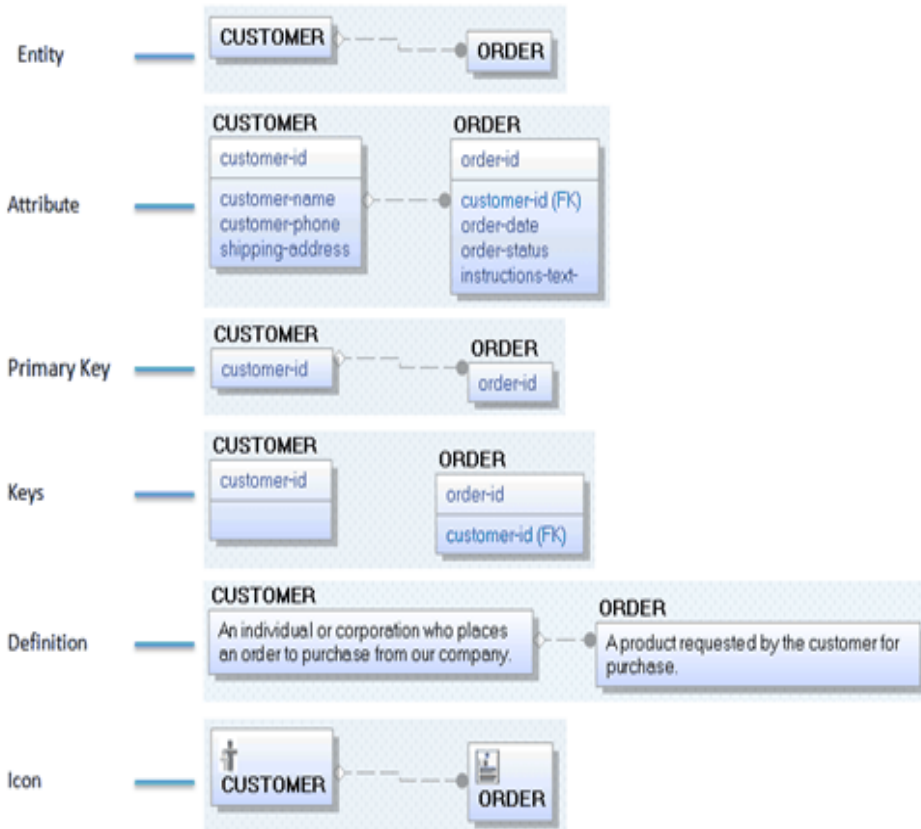 Entity
CUSTOMER
ORDER
Attribute
CUSTOMER
customer-id
customer-name
customer-phone
shipping-address
ORDER
order-id
customer-id (FK)
order-date
order-status
instructions-text-
Primary Key
CUSTOMER
customer-id
ORDER
order-id
Keys
CUSTOMER
customer-id
ORDER
order-id
customer-id (FK)
Definition
CUSTOMER
An individual or corporation who places
an order to purchase from our company.
ORDER
A product requested by the customer for
purchase.
Icon
CUSTOMER
ORDER